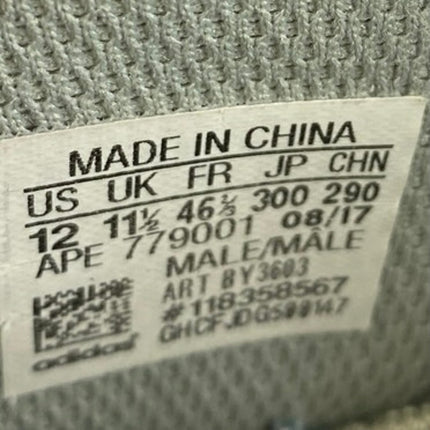 MADE IN CHINA
US UK FR JP CHN
12 11½ 46⅔ 300 290
APE 779001 08/17
MALE/MÂLE
ART BY3603
#118358567
GHCFJDG500147
adidas